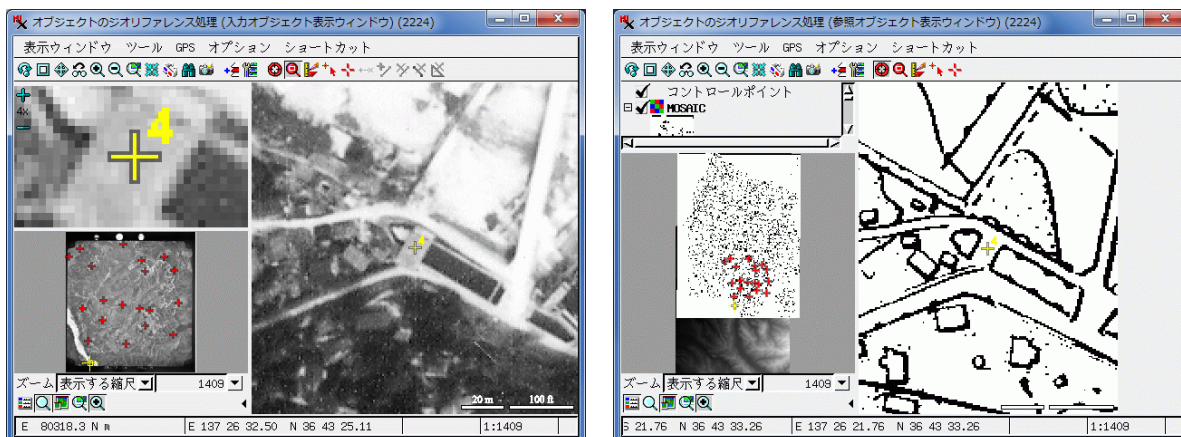 オブジェクトのジオリファレンス処理 (入力オブジェクト表示ウィンドウ) (2224)
表示ウィンドウ ツール GPS オプション ショートカット
4x
4
4
ズーム 表示する縮尺 1409
20 m 100 ft
E 80318.3 N m E 137 26 32.50 N 36 43 25.11 1:1409
オブジェクトのジオリファレンス処理 (参照オブジェクト表示ウィンドウ) (2224)
表示ウィンドウ ツール GPS オプション ショートカット
コントロールポイント
MOSAIC
4
ズーム 表示する縮尺 1409
21.76 N 36 43 33.26 E 137 26 21.76 N 36 43 33.26 1:1409